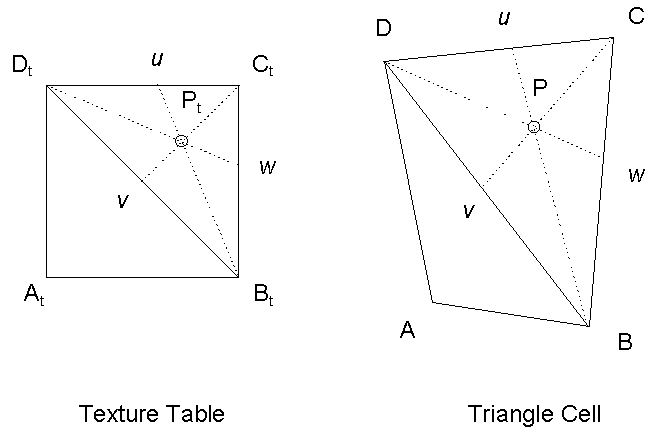 u
D
C
D_t
u
C_t
P_t
P
w
w
v
v
A_t
B_t
A
B
Texture Table
Triangle Cell